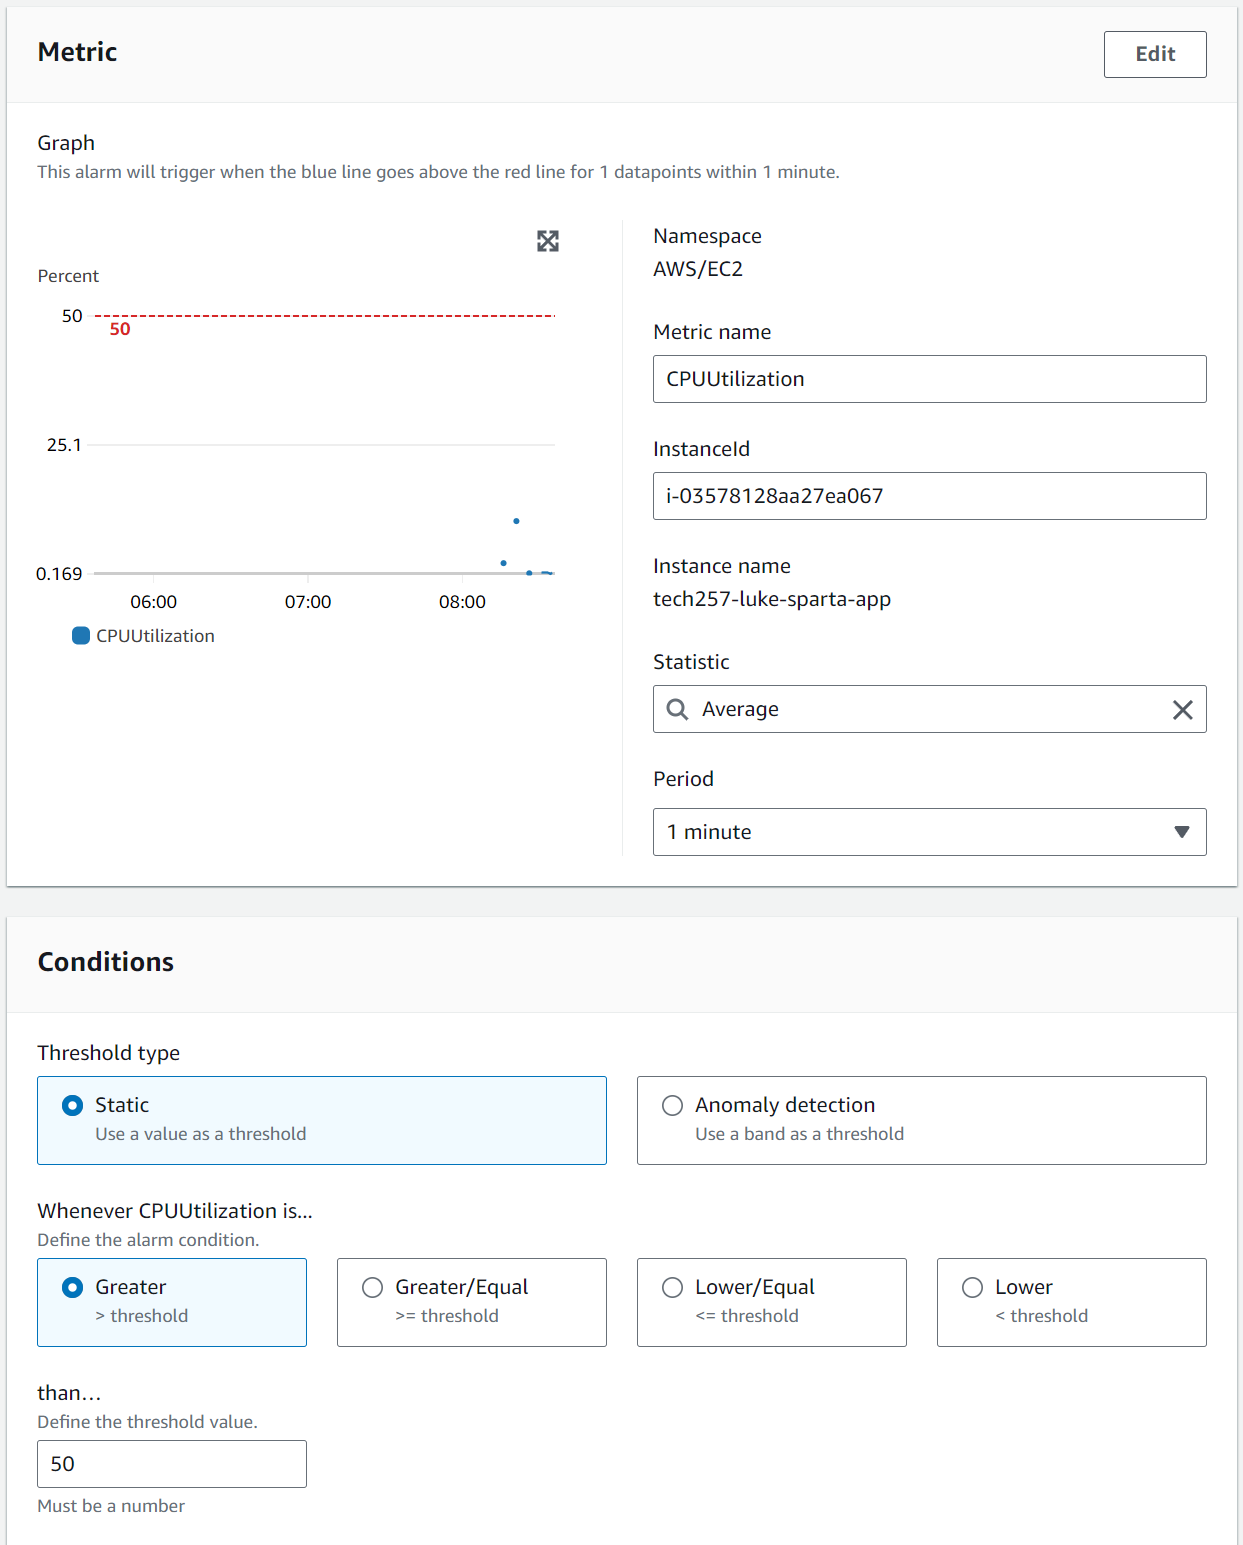 Metric
Edit
Graph
This alarm will trigger when the blue line goes above the red line for 1 datapoints within 1 minute.
Percent
50
50
25.1
0.169
06:00 07:00 08:00
CPUUtilization
Namespace
AWS/EC2
Metric name
CPUUtilization
InstanceId
i-03578128aa27ea067
Instance name
tech257-luke-sparta-app
Statistic
Average
Period
1 minute
Conditions
Threshold type
Static
Use a value as a threshold
Anomaly detection
Use a band as a threshold
Whenever CPUUtilization is...
Define the alarm condition.
Greater
> threshold
Greater/Equal
>= threshold
Lower/Equal
<= threshold
Lower
< threshold
than...
Define the threshold value.
50
Must be a number